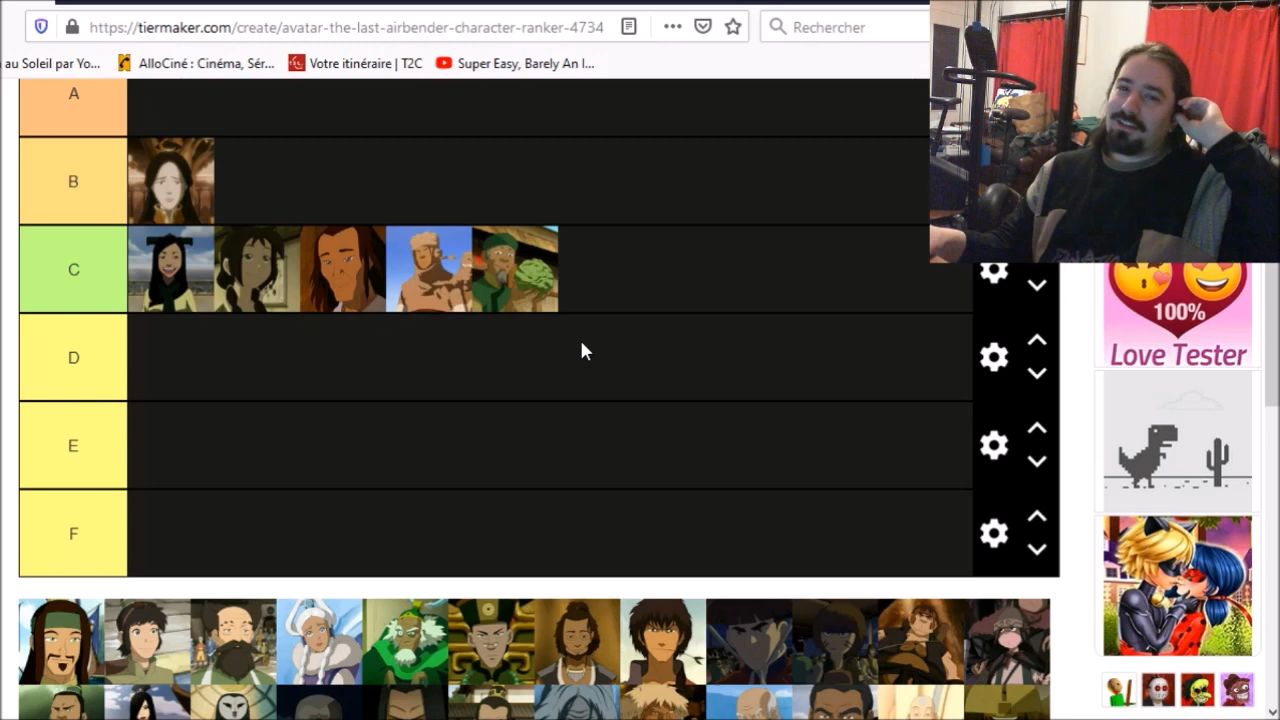 https://tiermaker.com/create/avatar-the-last-airbender-character-ranker-4734
Rechercher
au Soleil par Yo...
AlloCiné : Cinéma, Sér...
Votre itinéraire | T2C
Super Easy, Barely An I...
A
B
C
D
E
F
100%
Love Tester